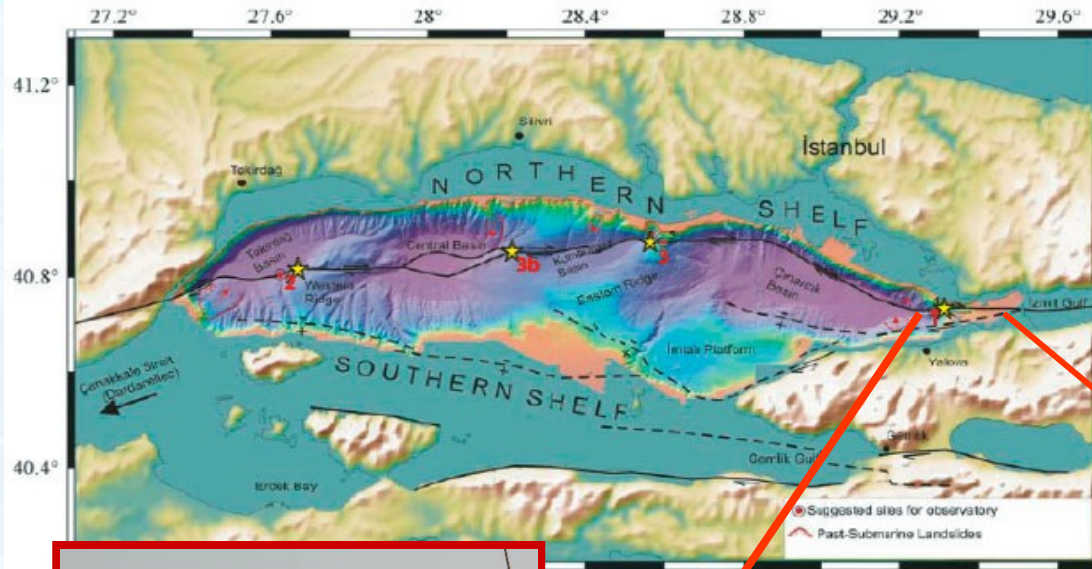 27.2° 27.6° 28° 28.4° 28.8° 29.2° 29.6°
41.2°
Silivri
İstanbul
Tekirdağ
NORTHERN SHELF
Tekirdağ Basin
Central Basin
3b
Kumburgaz Basin
3
40.8°
2
Western Ridge
Eastern Ridge
Çınarcık Basin
İzmit Gulf
İmralı Platform
Yalova
Çanakkale Strait
(Dardanelles)
SOUTHERN SHELF
Gemlik
Gemlik Gulf
40.4°
Erdek Bay
Suggested sites for observatory
Past-Submarine Landslides